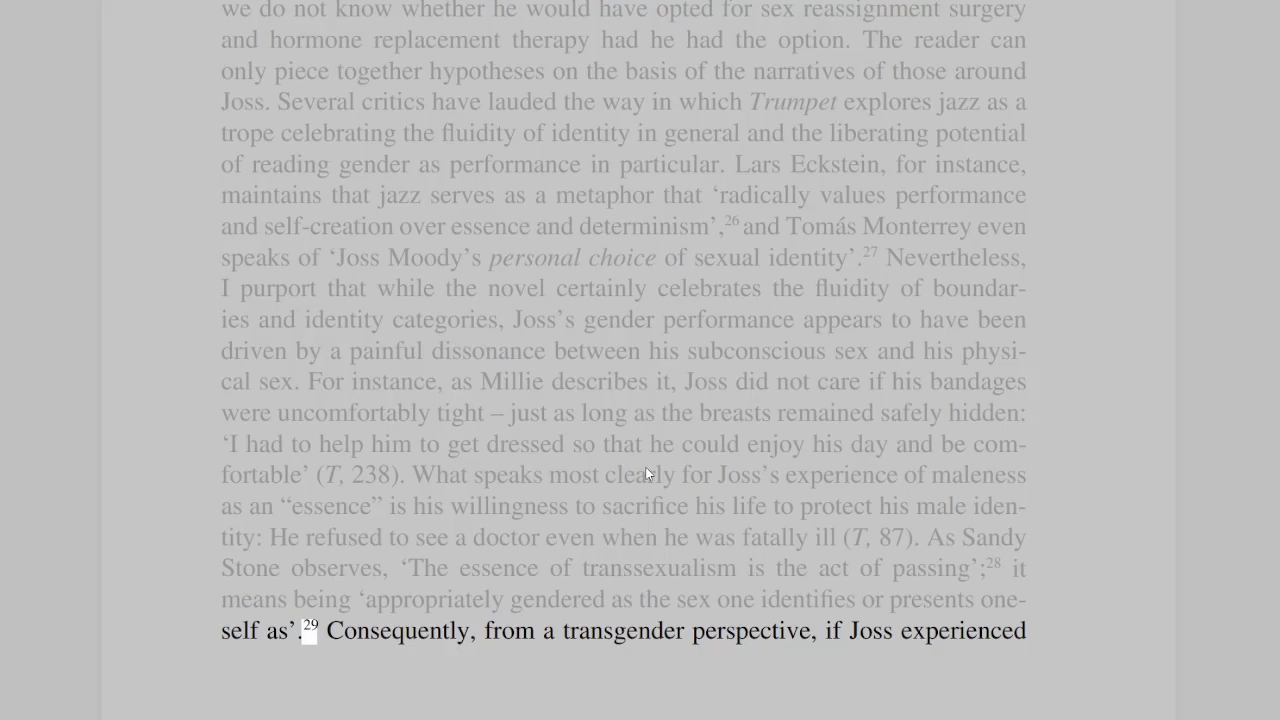 we do not know whether he would have opted for sex reassignment surgery
and hormone replacement therapy had he had the option. The reader can
only piece together hypotheses on the basis of the narratives of those around
Joss. Several critics have lauded the way in which Trumpet explores jazz as a
trope celebrating the fluidity of identity in general and the liberating potential
of reading gender as performance in particular. Lars Eckstein, for instance,
maintains that jazz serves as a metaphor that ‘radically values performance
and self-creation over essence and determinism’,26 and Tomás Monterrey even
speaks of ‘Joss Moody’s personal choice of sexual identity’.27 Nevertheless,
I purport that while the novel certainly celebrates the fluidity of boundar-
ies and identity categories, Joss’s gender performance appears to have been
driven by a painful dissonance between his subconscious sex and his physi-
cal sex. For instance, as Millie describes it, Joss did not care if his bandages
were uncomfortably tight – just as long as the breasts remained safely hidden:
‘I had to help him to get dressed so that he could enjoy his day and be com-
fortable’ (T, 238). What speaks most clearly for Joss’s experience of maleness
as an “essence” is his willingness to sacrifice his life to protect his male iden-
tity: He refused to see a doctor even when he was fatally ill (T, 87). As Sandy
Stone observes, ‘The essence of transsexualism is the act of passing’;28 it
means being ‘appropriately gendered as the sex one identifies or presents one-
self as’.29 Consequently, from a transgender perspective, if Joss experienced